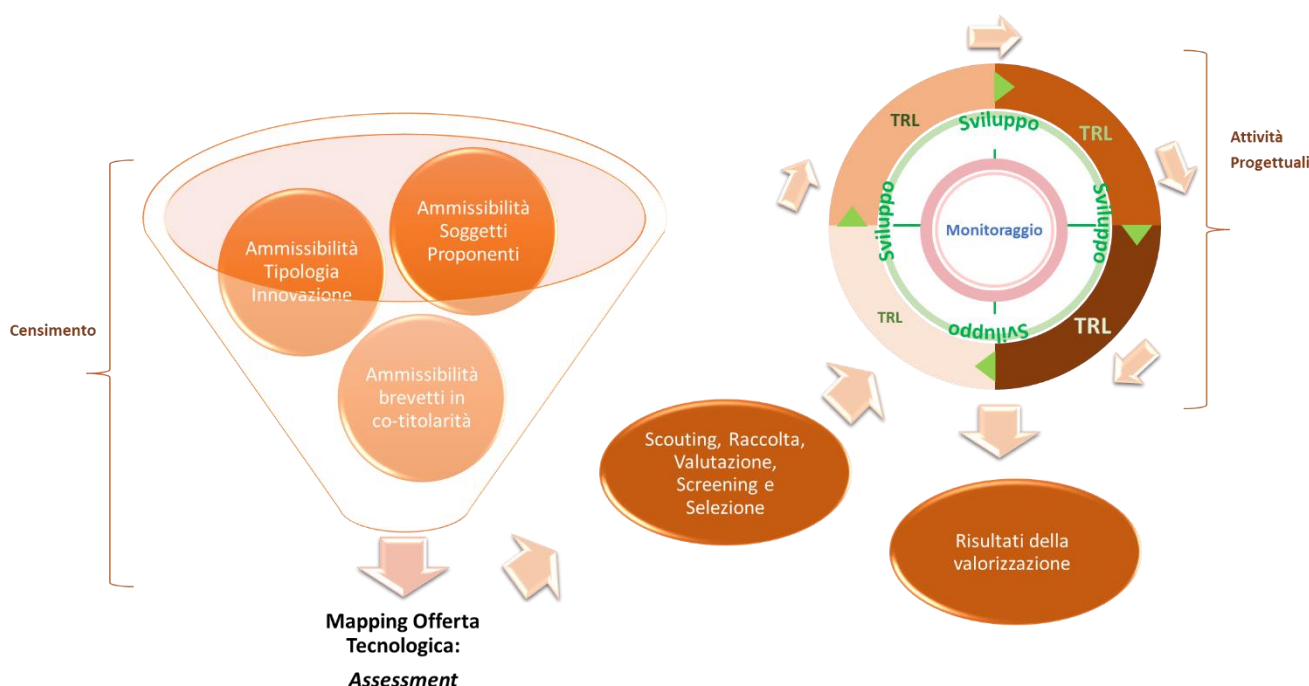 Censimento
Ammissibilità
Tipologia
Innovazione
Ammissibilità
Soggetti
Proponenti
Ammissibilità
brevetti in
co-titolarità
Mapping Offerta
Tecnologica:
Assessment
Scouting, Raccolta,
Valutazione,
Screening e
Selezione
TRL
TRL
TRL
TRL
Sviluppo
Sviluppo
Sviluppo
Sviluppo
Monitoraggio
Attività
Progettuali
Risultati della
valorizzazione